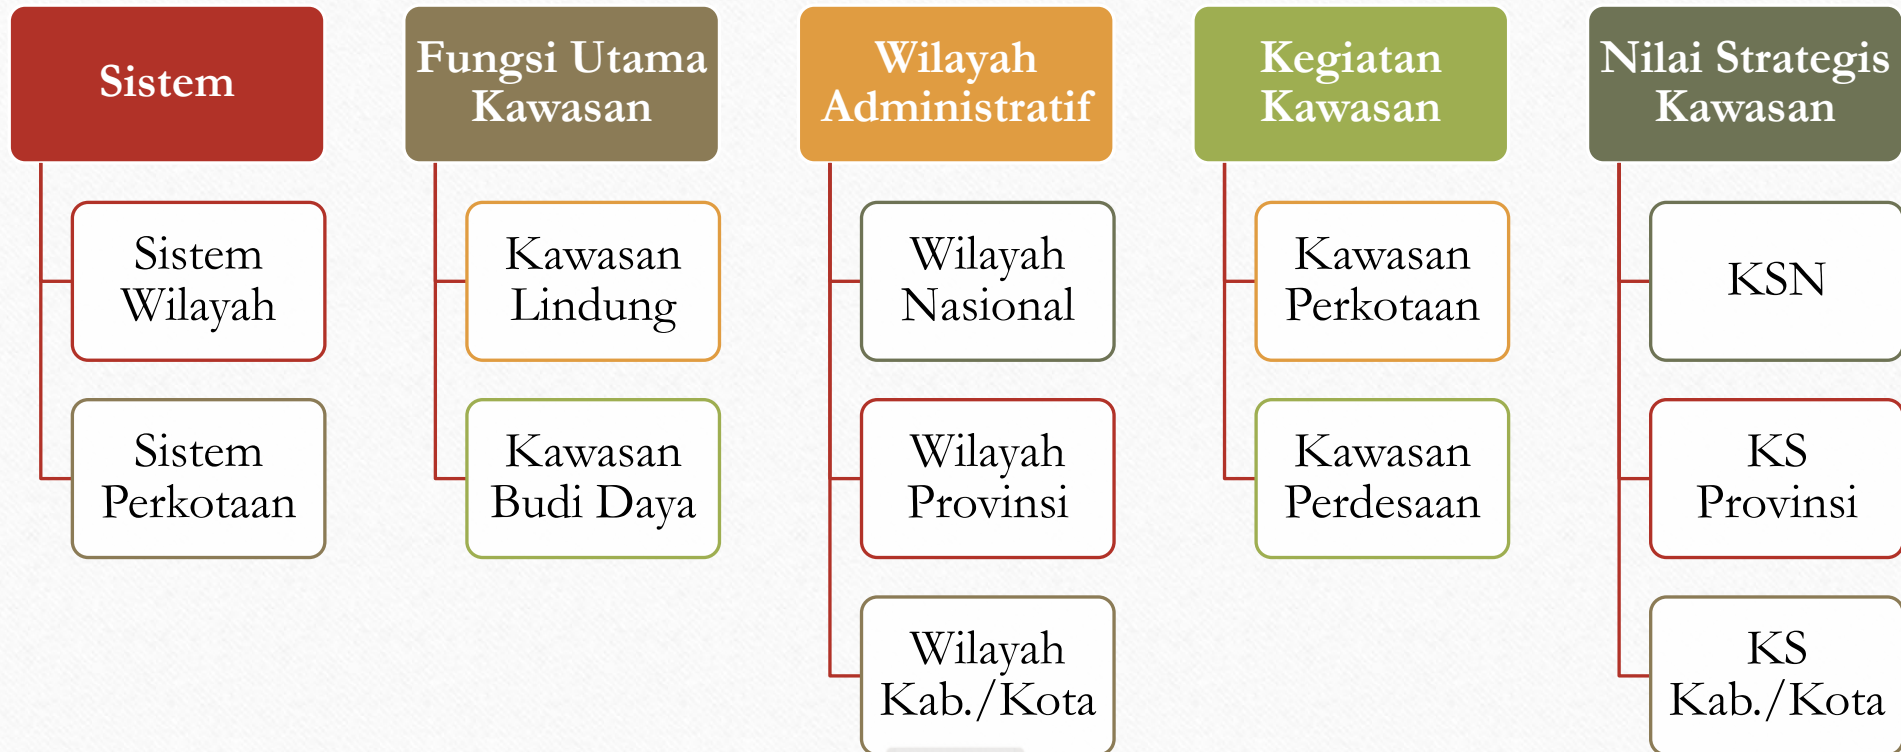 Sistem
Sistem
Wilayah
Sistem
Perkotaan
Fungsi Utama
Kawasan
Kawasan
Lindung
Kawasan
Budi Daya
Wilayah
Administratif
Wilayah
Nasional
Wilayah
Provinsi
Wilayah
Kab./Kota
Kegiatan
Kawasan
Kawasan
Perkotaan
Kawasan
Perdesaan
Nilai Strategis
Kawasan
KSN
KS
Provinsi
KS
Kab./Kota